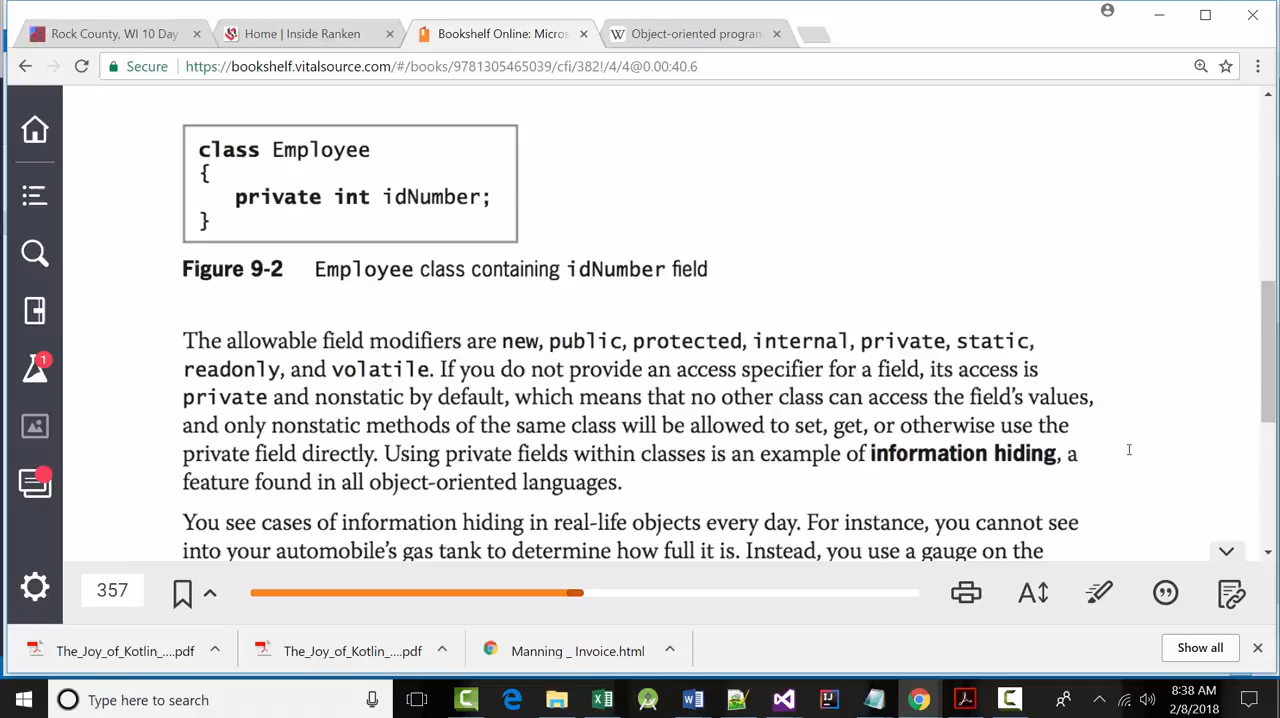 Rock County, WI 10 Day
Home | Inside Ranken
Bookshelf Online: Micros
Object-oriented program
Secure
https://bookshelf.vitalsource.com/#/books/9781305465039/cfi/382!/4/4@0.00:40.6
class Employee
{
private int idNumber;
}
Figure 9-2 Employee class containing idNumber field
The allowable field modifiers are new, public, protected, internal, private, static,
readonly, and volatile. If you do not provide an access specifier for a field, its access is
private and nonstatic by default, which means that no other class can access the field's values,
and only nonstatic methods of the same class will be allowed to set, get, or otherwise use the
private field directly. Using private fields within classes is an example of information hiding, a
feature found in all object-oriented languages.
You see cases of information hiding in real-life objects every day. For instance, you cannot see
into your automobile's gas tank to determine how full it is. Instead, you use a gauge on the
1
357
The_Joy_of_Kotlin_....pdf
The_Joy_of_Kotlin_....pdf
Manning _ Invoice.html
Show all
Type here to search
8:38 AM
2/8/2018